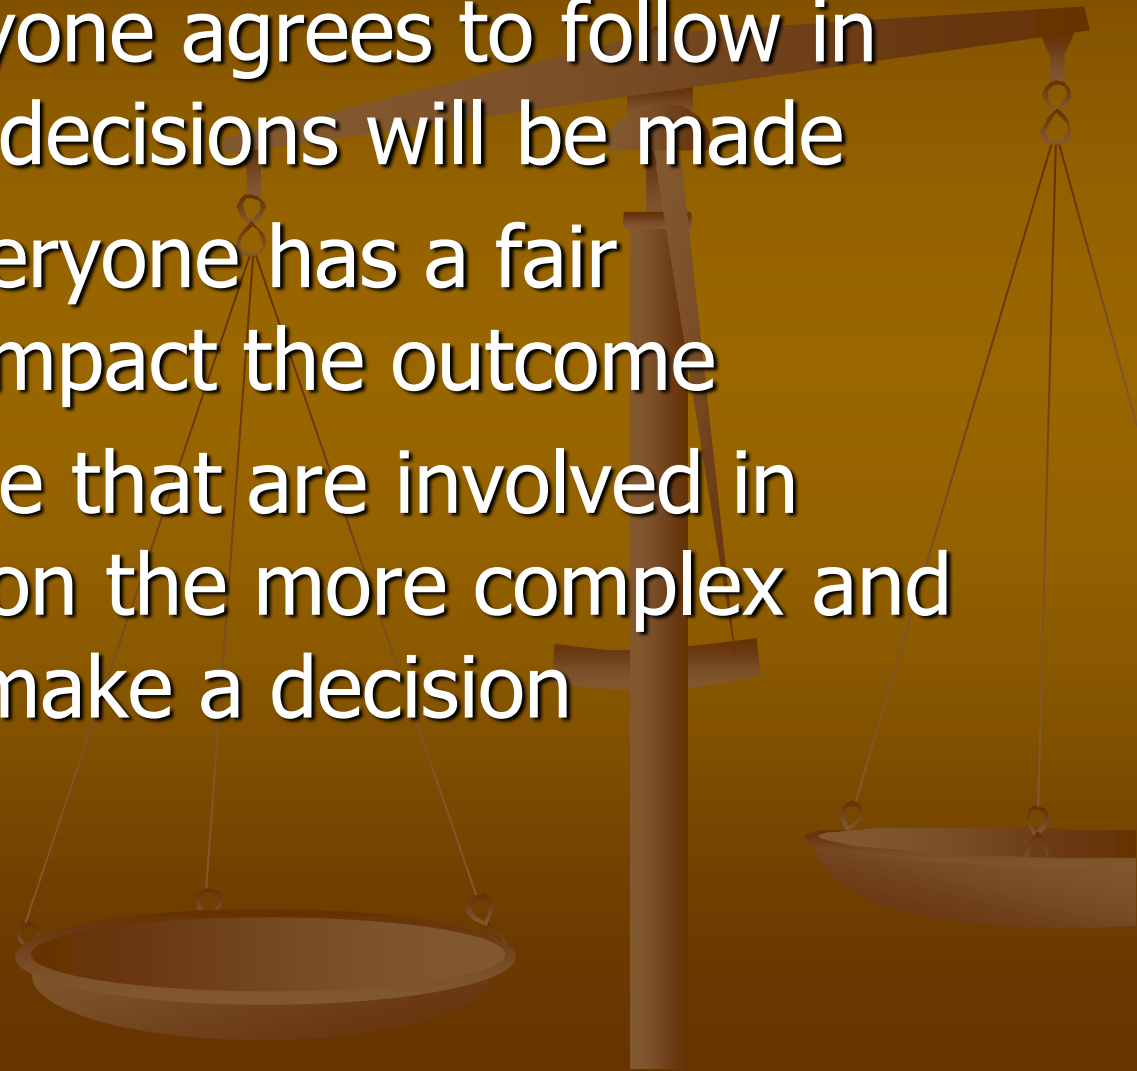 yone agrees to follow in
decisions will be made
eryone has a fair
mpact the outcome
e that are involved in
on the more complex and
make a decision